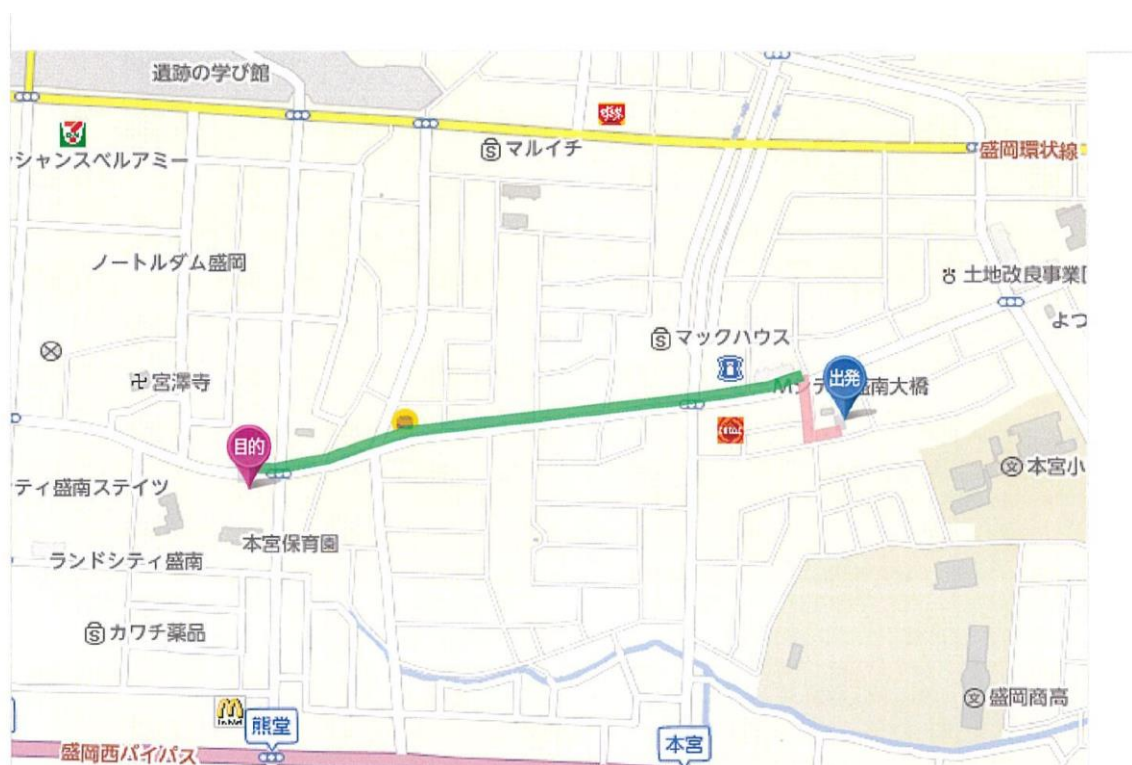 遺跡の学び館
シャンスベルアミー
マルイチ
盛岡環状線
ノートルダム盛岡
土地改良事業
マックハウス
よつ
宮澤寺
出発
盛南大橋
目的
本宮小
ティ盛南ステイツ
本宮保育園
ランドシティ盛南
カワチ薬品
盛岡商高
熊堂
本宮
盛岡西バイパス